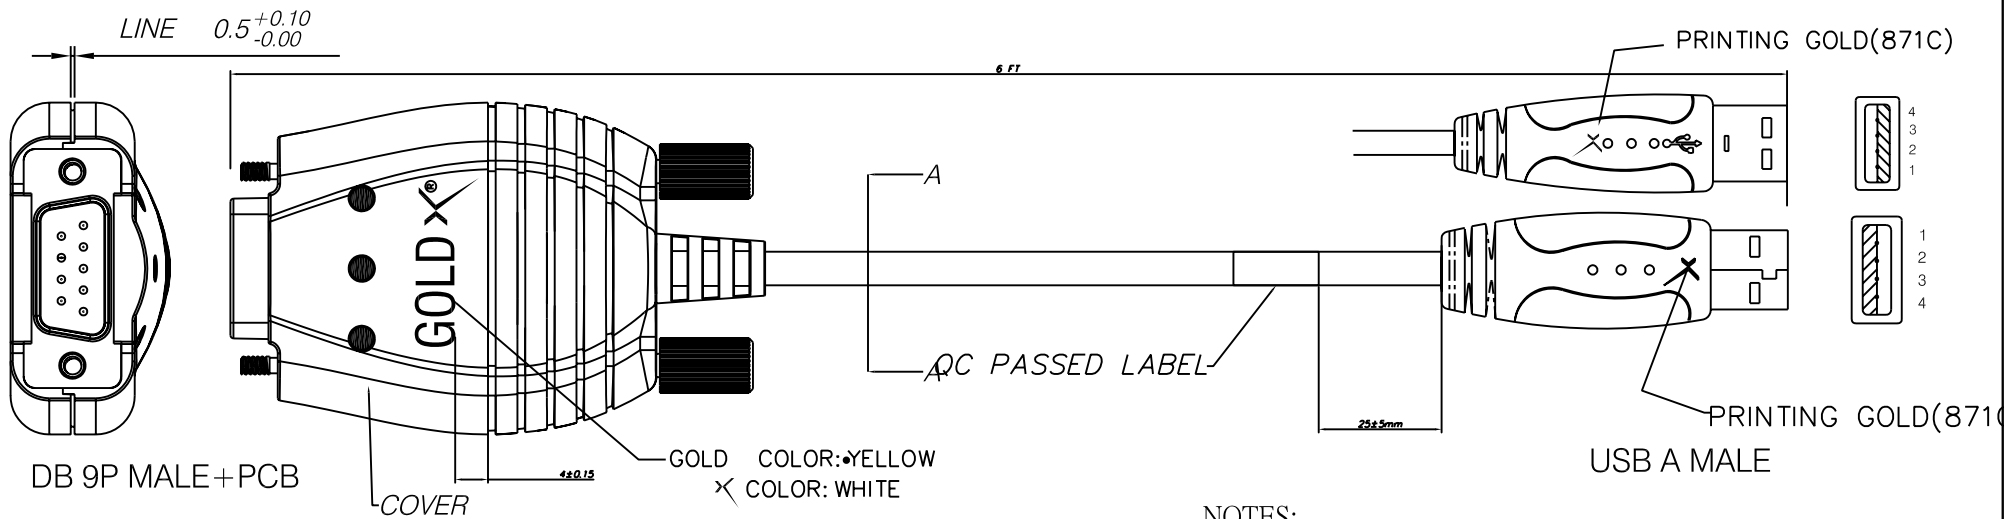 LINE 0.5 +0.10 -0.00
PRINTING GOLD(871C)
6 FT
4
3
2
1
A
GOLD X®
1
2
3
4
A
QC PASSED LABEL
25±5mm
PRINTING GOLD(871C
USB A MALE
DB 9P MALE+PCB
4±0.15
GOLD COLOR:•YELLOW
X COLOR: WHITE
COVER
NOTES: